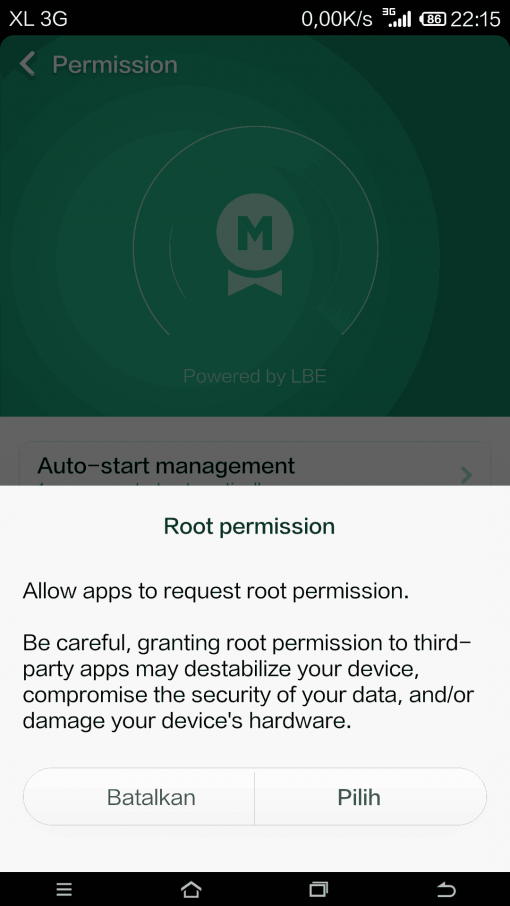 XL 3G 0,00K/s 3G 86 22:15
Permission
M
Powered by LBE
Auto-start management
Root permission
Allow apps to request root permission.
Be careful, granting root permission to third-
party apps may destabilize your device,
compromise the security of your data, and/or
damage your device's hardware.
Batalkan Pilih